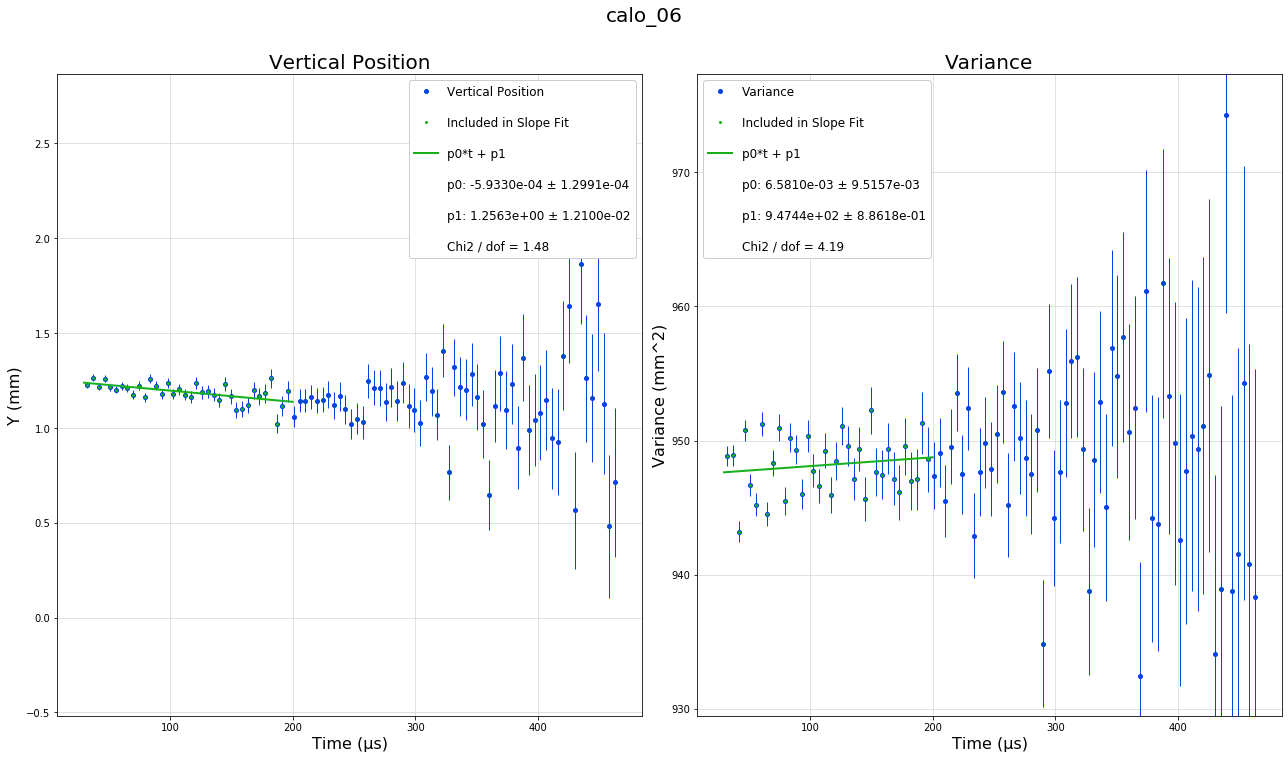 calo_06
Vertical Position
Vertical Position
Included in Slope Fit
p0*t + p1
p0: -5.9330e-04 ± 1.2991e-04
p1: 1.2563e+00 ± 1.2100e-02
Chi2 / dof = 1.48
2.5
2.0
1.5
1.0
0.5
0.0
−0.5
Y (mm)
100
200
300
400
Time (μs)
Variance
Variance
Included in Slope Fit
p0*t + p1
p0: 6.5810e-03 ± 9.5157e-03
p1: 9.4744e+02 ± 8.8618e-01
Chi2 / dof = 4.19
970
960
950
940
930
Variance (mm^2)
100
200
300
400
Time (μs)